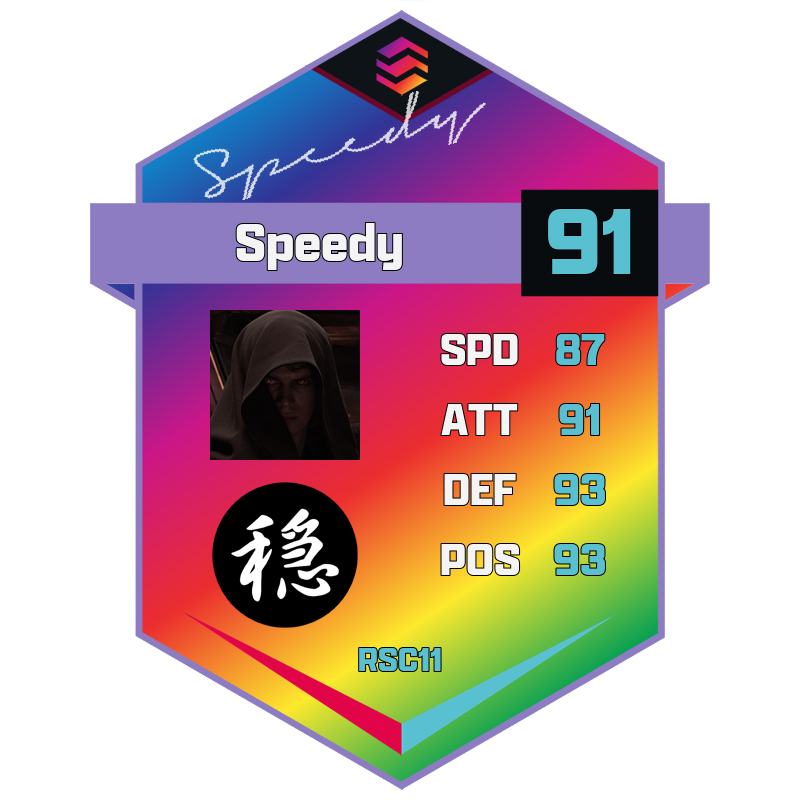 Speedy
Speedy 91
SPD 87
ATT 91
DEF 93
POS 93
穏
RSC11